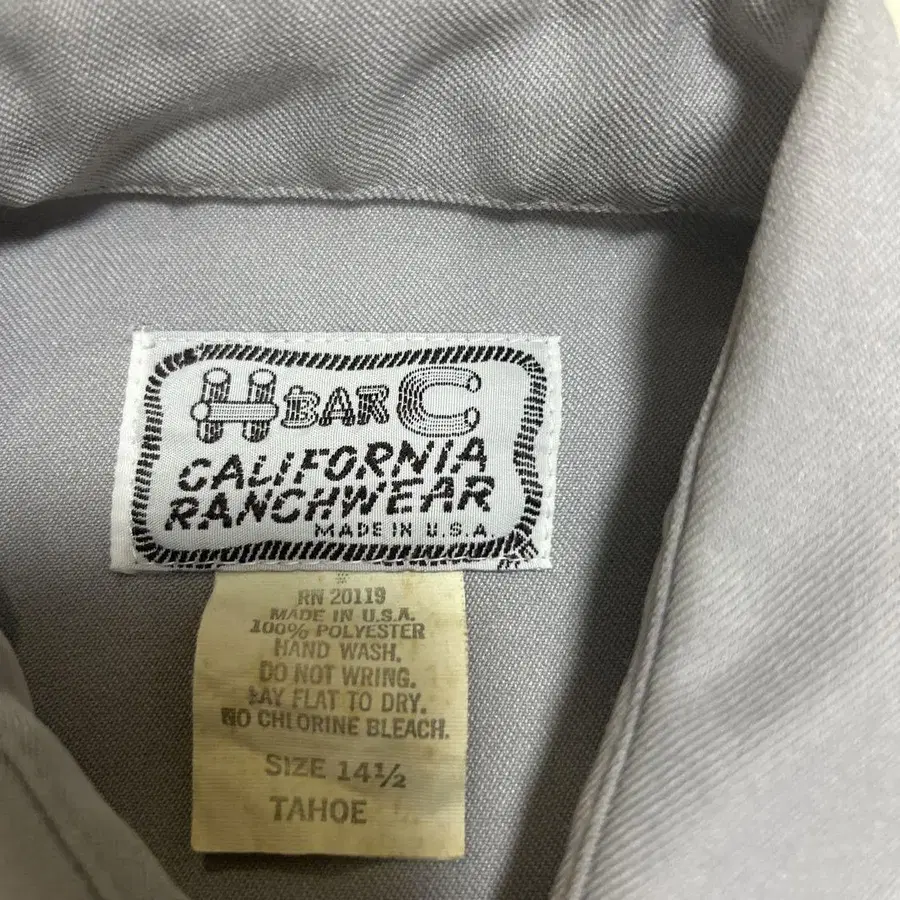 H BAR C
CALIFORNIA
RANCHWEAR
MADE IN U.S.A
RN 20119
MADE IN U.S.A.
100% POLYESTER
HAND WASH.
DO NOT WRING.
LAY FLAT TO DRY.
NO CHLORINE BLEACH.
SIZE 14½
TAHOE